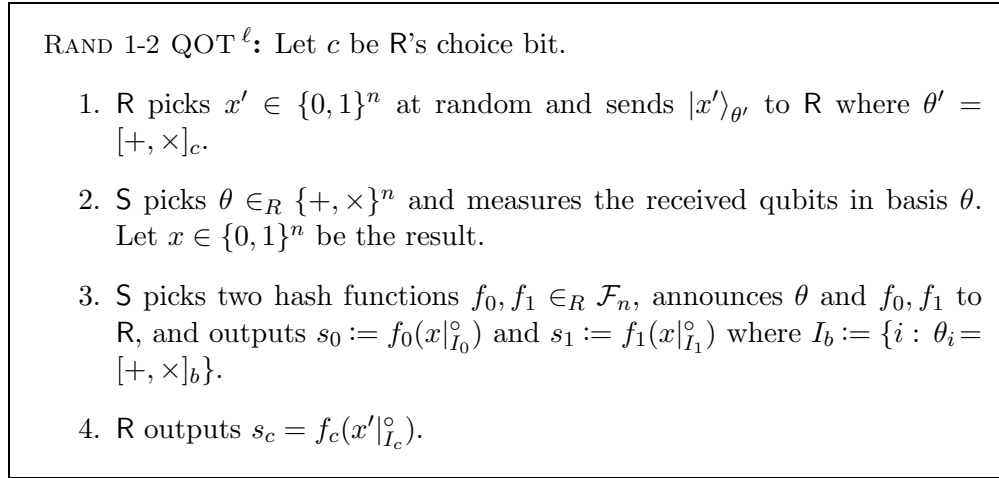 RAND 1-2 QOT^ℓ: Let c be R's choice bit.
1. R picks x′ ∈ {0, 1}^n at random and sends |x′⟩_θ′ to R where θ′ =
[+, ×]_c.
2. S picks θ ∈_R {+, ×}^n and measures the received qubits in basis θ.
Let x ∈ {0, 1}^n be the result.
3. S picks two hash functions f_0, f_1 ∈_R F_n, announces θ and f_0, f_1 to
R, and outputs s_0 := f_0(x|°_{I_0}) and s_1 := f_1(x|°_{I_1}) where I_b := {i : θ_i =
[+, ×]_b}.
4. R outputs s_c = f_c(x′|°_{I_c}).